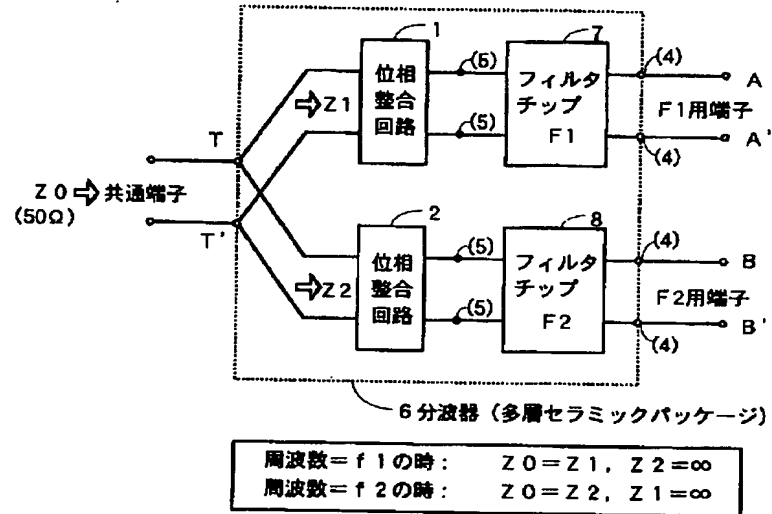 1
位相
整合
回路
⇨Z1
(5)
(5)
7
フィルタ
チップ
F1
(4)
(4)
A
F1用端子
A'
T
Z0⇨共通端子
(50Ω)
T'
2
位相
整合
回路
⇨Z2
(5)
(5)
8
フィルタ
チップ
F2
(4)
(4)
B
F2用端子
B'
6分波器(多層セラミックパッケージ)
周波数=f1の時: Z0=Z1, Z2=∞
周波数=f2の時: Z0=Z2, Z1=∞